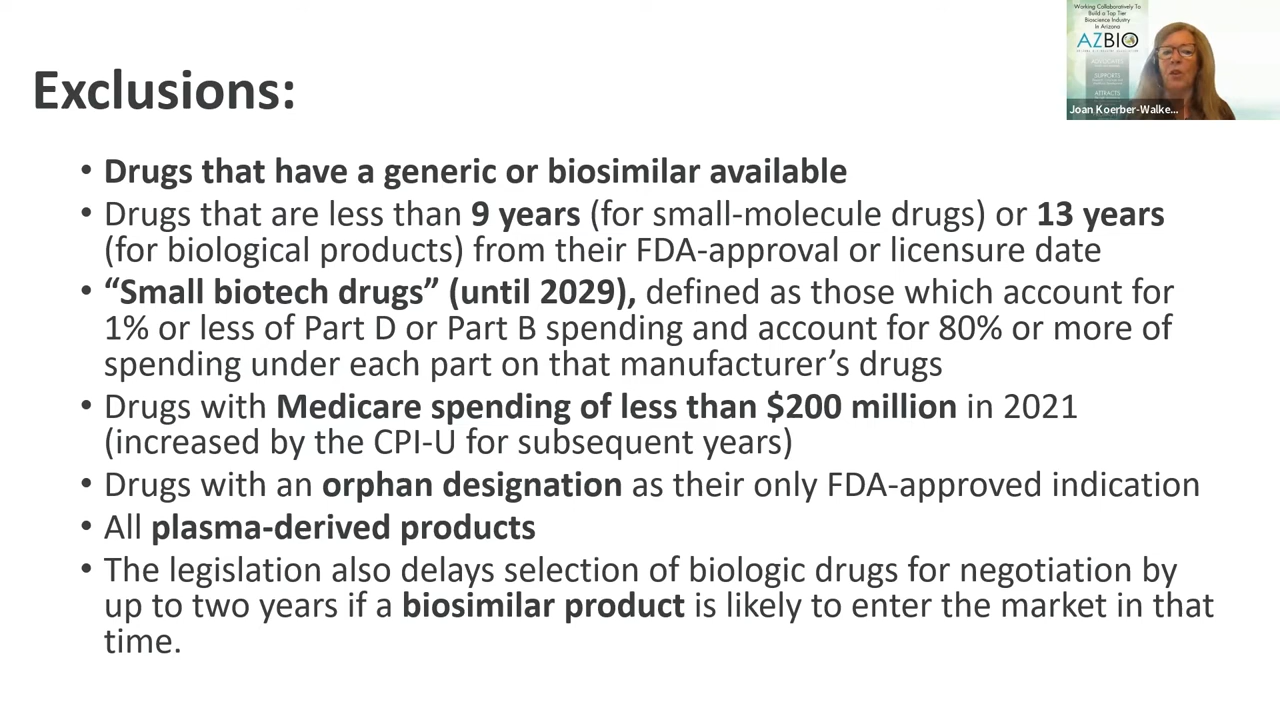 Exclusions:
• Drugs that have a generic or biosimilar available
• Drugs that are less than 9 years (for small-molecule drugs) or 13 years
(for biological products) from their FDA-approval or licensure date
• “Small biotech drugs” (until 2029), defined as those which account for
1% or less of Part D or Part B spending and account for 80% or more of
spending under each part on that manufacturer’s drugs
• Drugs with Medicare spending of less than $200 million in 2021
(increased by the CPI-U for subsequent years)
• Drugs with an orphan designation as their only FDA-approved indication
• All plasma-derived products
• The legislation also delays selection of biologic drugs for negotiation by
up to two years if a biosimilar product is likely to enter the market in that
time.
Working Collaboratively To
Build a Top Tier
Bioscience Industry
In Arizona
AZBIO
ADVOCATES
SUPPORTS
ATTRACTS
Joan Koerber-Walke...